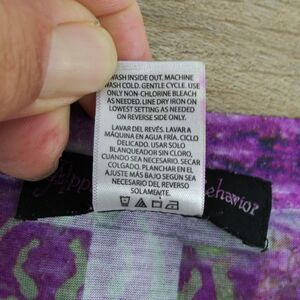 WASH INSIDE OUT. MACHINE
WASH COLD. GENTLE CYCLE. USE
ONLY NON-CHLORINE BLEACH
AS NEEDED. LINE DRY IRON ON
LOWEST SETTING AS NEEDED
ON REVERSE SIDE ONLY.
LAVAR DEL REVÉS. LAVAR A
MÁQUINA EN AGUA FRÍA. CICLO
DELICADO. USAR SOLO
BLANQUEADOR SIN CLORO,
CUANDO SEA NECESARIO. SECAR
COLGADO. PLANCHAR EN EL
AJUSTE MÁS BAJO SEGÚN SEA
NECESARIO DEL REVERSO
SOLAMENTE.